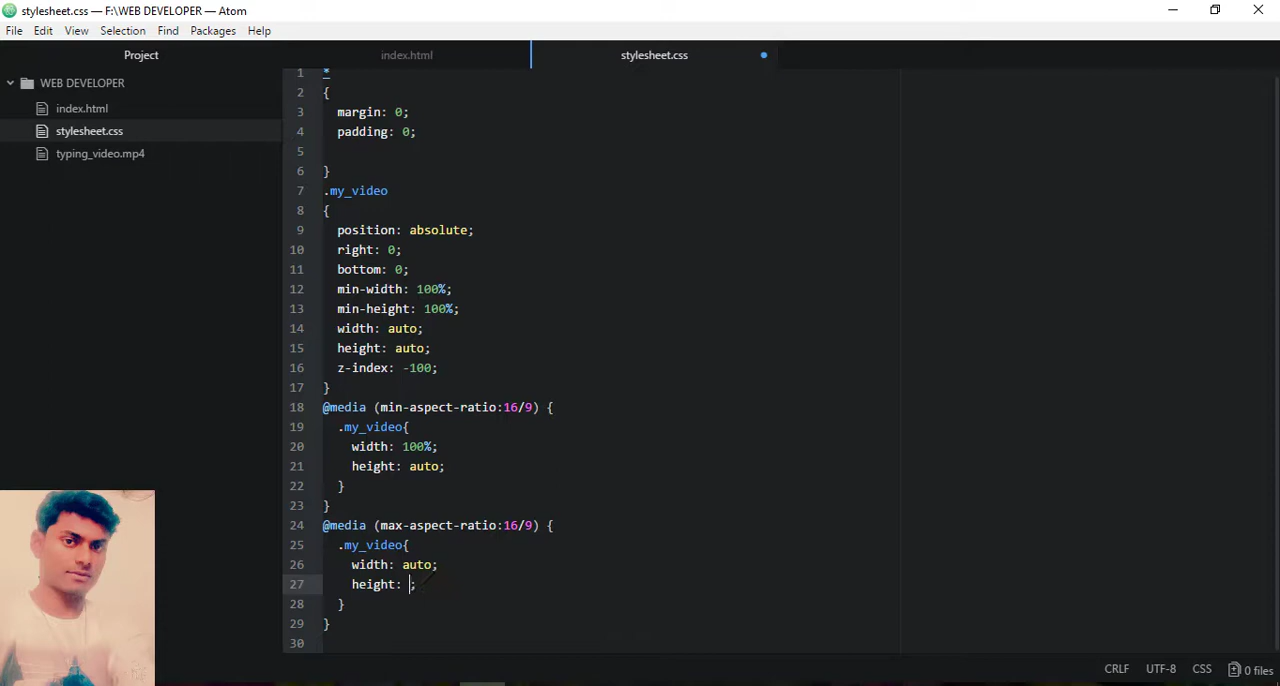 stylesheet.css — F:\WEB DEVELOPER — Atom
File Edit View Selection Find Packages Help
Project index.html stylesheet.css
WEB DEVELOPER
index.html
stylesheet.css
typing_video.mp4
1 *
2 {
3 margin: 0;
4 padding: 0;
5
6 }
7 .my_video
8 {
9 position: absolute;
10 right: 0;
11 bottom: 0;
12 min-width: 100%;
13 min-height: 100%;
14 width: auto;
15 height: auto;
16 z-index: -100;
17 }
18 @media (min-aspect-ratio:16/9) {
19 .my_video{
20 width: 100%;
21 height: auto;
22 }
23 }
24 @media (max-aspect-ratio:16/9) {
25 .my_video{
26 width: auto;
27 height: ;
28 }
29 }
30
CRLF UTF-8 CSS 0 files